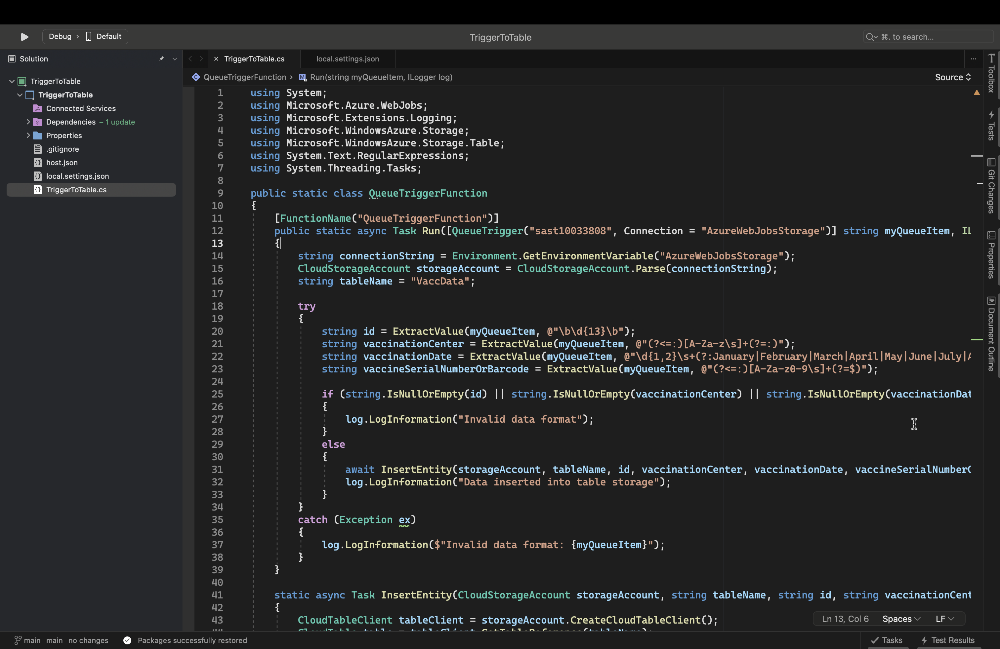 Debug › Default
TriggerToTable
⌘. to search...
Solution
TriggerToTable
TriggerToTable
Connected Services
Dependencies – 1 update
Properties
.gitignore
host.json
local.settings.json
TriggerToTable.cs
TriggerToTable.cs
local.settings.json
QueueTriggerFunction › Run(string myQueueItem, ILogger log)
Source
1 using System;
2 using Microsoft.Azure.WebJobs;
3 using Microsoft.Extensions.Logging;
4 using Microsoft.WindowsAzure.Storage;
5 using Microsoft.WindowsAzure.Storage.Table;
6 using System.Text.RegularExpressions;
7 using System.Threading.Tasks;
8
9 public static class QueueTriggerFunction
10 {
11 [FunctionName("QueueTriggerFunction")]
12 public static async Task Run([QueueTrigger("sast10033808", Connection = "AzureWebJobsStorage")] string myQueueItem, IL
13 {
14 string connectionString = Environment.GetEnvironmentVariable("AzureWebJobsStorage");
15 CloudStorageAccount storageAccount = CloudStorageAccount.Parse(connectionString);
16 string tableName = "VaccData";
17
18 try
19 {
20 string id = ExtractValue(myQueueItem, @"\b\d{13}\b");
21 string vaccinationCenter = ExtractValue(myQueueItem, @"(?<=:)[A-Za-z\s]+(?=:)");
22 string vaccinationDate = ExtractValue(myQueueItem, @"\d{1,2}\s+(?:January|February|March|April|May|June|July|A
23 string vaccineSerialNumberOrBarcode = ExtractValue(myQueueItem, @"(?<=:)[A-Za-z0-9\s]+(?=$)");
24
25 if (string.IsNullOrEmpty(id) || string.IsNullOrEmpty(vaccinationCenter) || string.IsNullOrEmpty(vaccinationDat
26 {
27 log.LogInformation("Invalid data format");
28 }
29 else
30 {
31 await InsertEntity(storageAccount, tableName, id, vaccinationCenter, vaccinationDate, vaccineSerialNumberO
32 log.LogInformation("Data inserted into table storage");
33 }
34 }
35 catch (Exception ex)
36 {
37 log.LogInformation($"Invalid data format: {myQueueItem}");
38 }
39 }
40
41 static async Task InsertEntity(CloudStorageAccount storageAccount, string tableName, string id, string vaccinationCent
42 {
43 CloudTableClient tableClient = storageAccount.CreateCloudTableClient();
Ln 13, Col 6 Spaces LF
Toolbox
Tests
Git Changes
Properties
Document Outline
main main no changes Packages successfully restored
Tasks Test Results